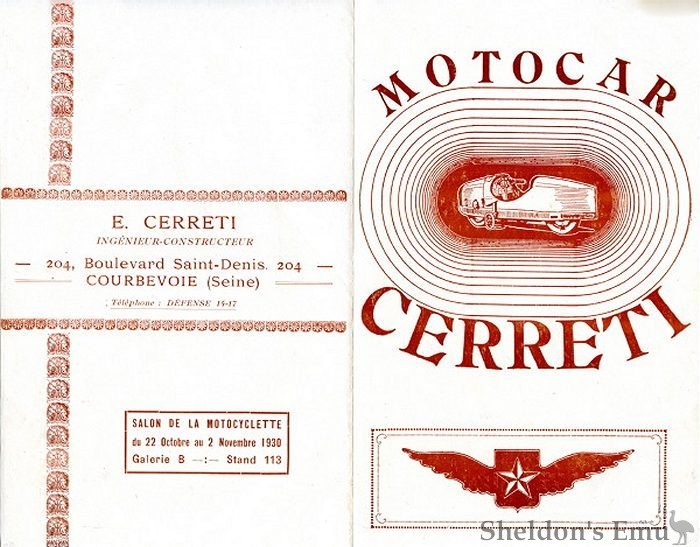 E. CERRETI
INGÉNIEUR-CONSTRUCTEUR
— 204, Boulevard Saint-Denis. 204 —
— COURBEVOIE (Seine) —
Téléphone : DÉFENSE 14-17
SALON DE LA MOTOCYCLETTE
du 22 Octobre au 2 Novembre 1930
Galerie B —:— Stand 113
MOTOCAR
CERRETI
Sheldon's Emu